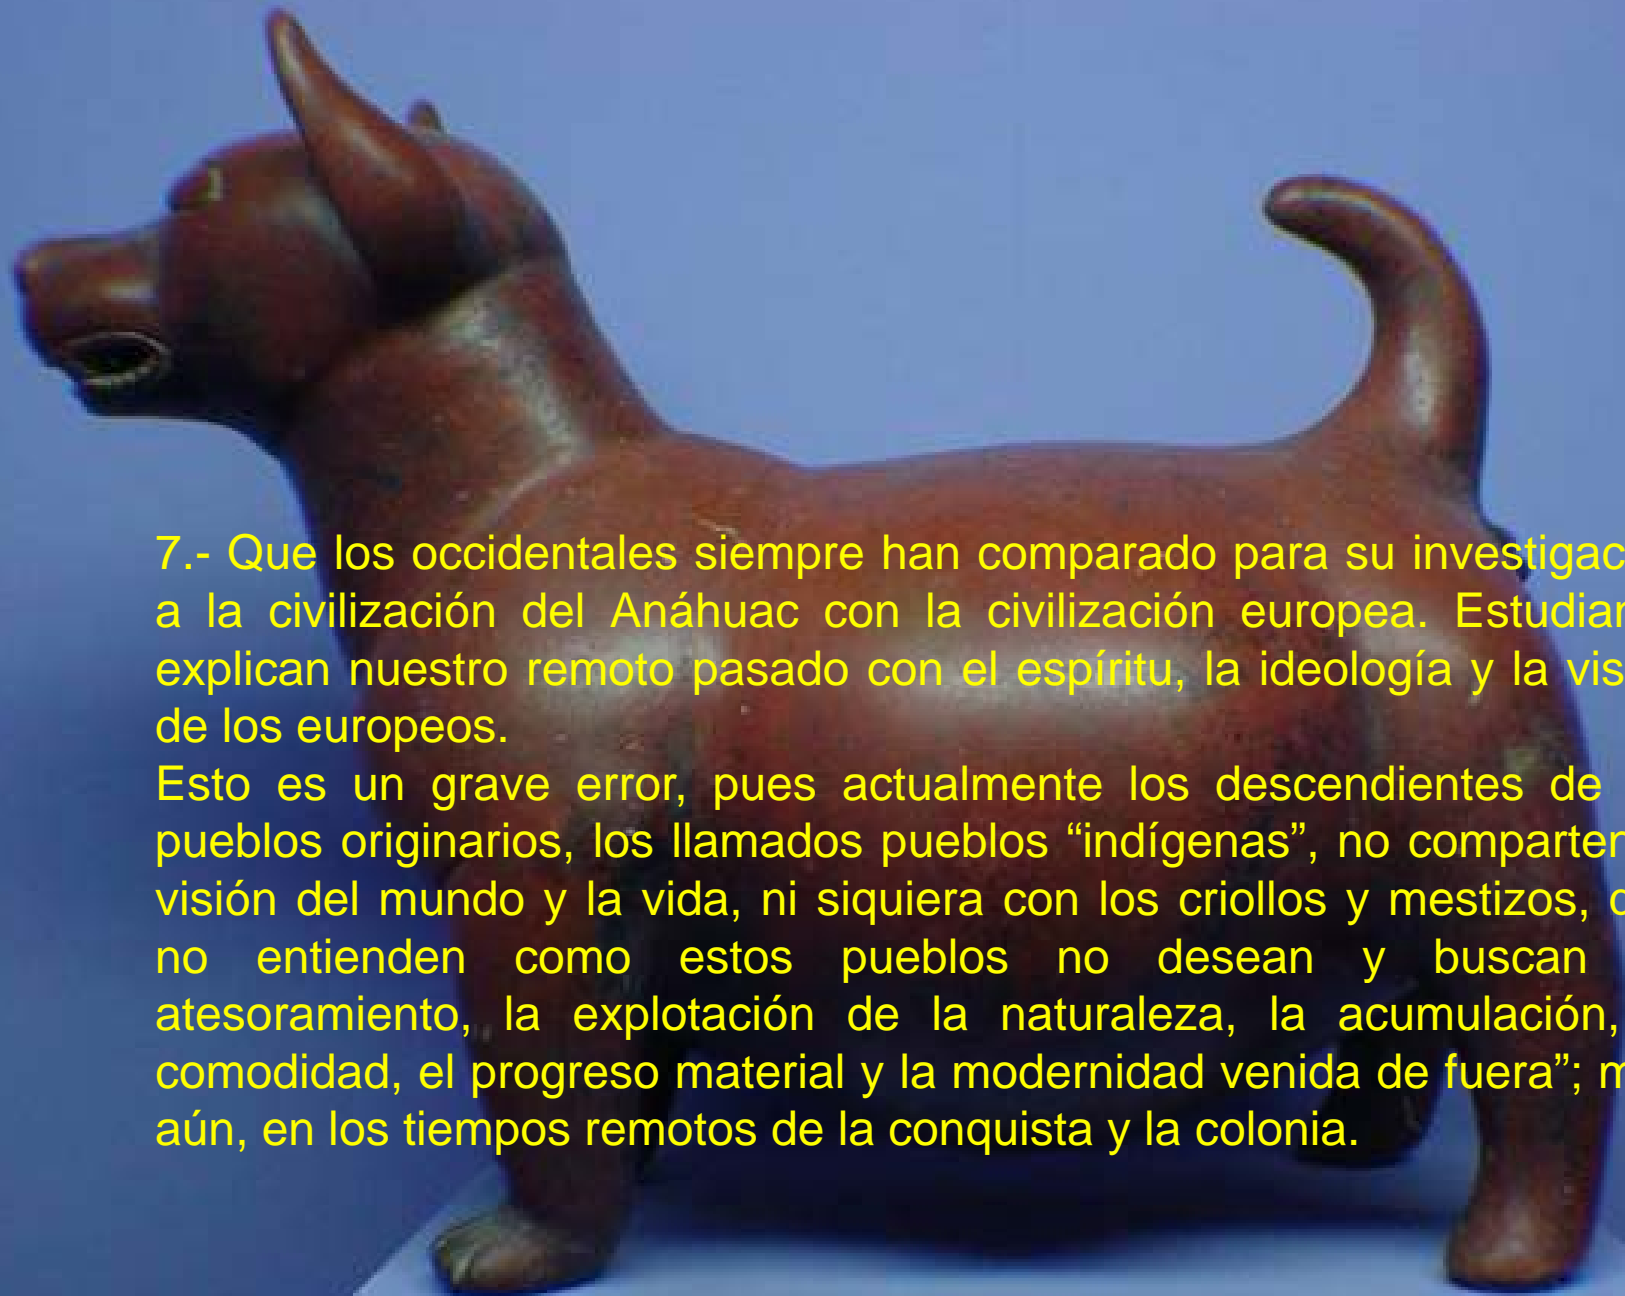 7.- Que los occidentales siempre han comparado para su investigac
a la civilización del Anáhuac con la civilización europea. Estudian
explican nuestro remoto pasado con el espíritu, la ideología y la vis
de los europeos.
Esto es un grave error, pues actualmente los descendientes de
pueblos originarios, los llamados pueblos “indígenas”, no comparten
visión del mundo y la vida, ni siquiera con los criollos y mestizos,
no entienden como estos pueblos no desean y buscan
atesoramiento, la explotación de la naturaleza, la acumulación,
comodidad, el progreso material y la modernidad venida de fuera”; m
aún, en los tiempos remotos de la conquista y la colonia.